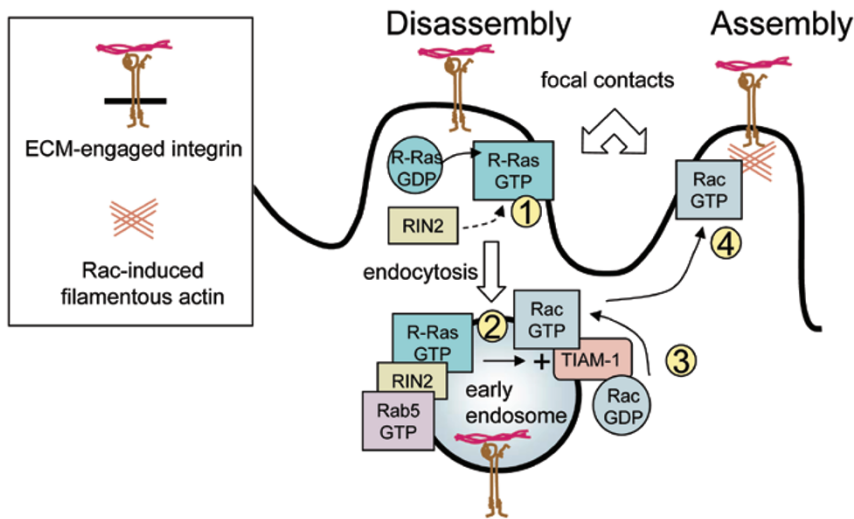 Disassembly
Assembly
focal contacts
ECM-engaged integrin
Rac-induced
filamentous actin
R-Ras
GDP
R-Ras
GTP
1
RIN2
Rac
GTP
4
endocytosis
R-Ras
GTP
2
Rac
GTP
+
TIAM-1
3
RIN2
Rab5
GTP
early
endosome
Rac
GDP